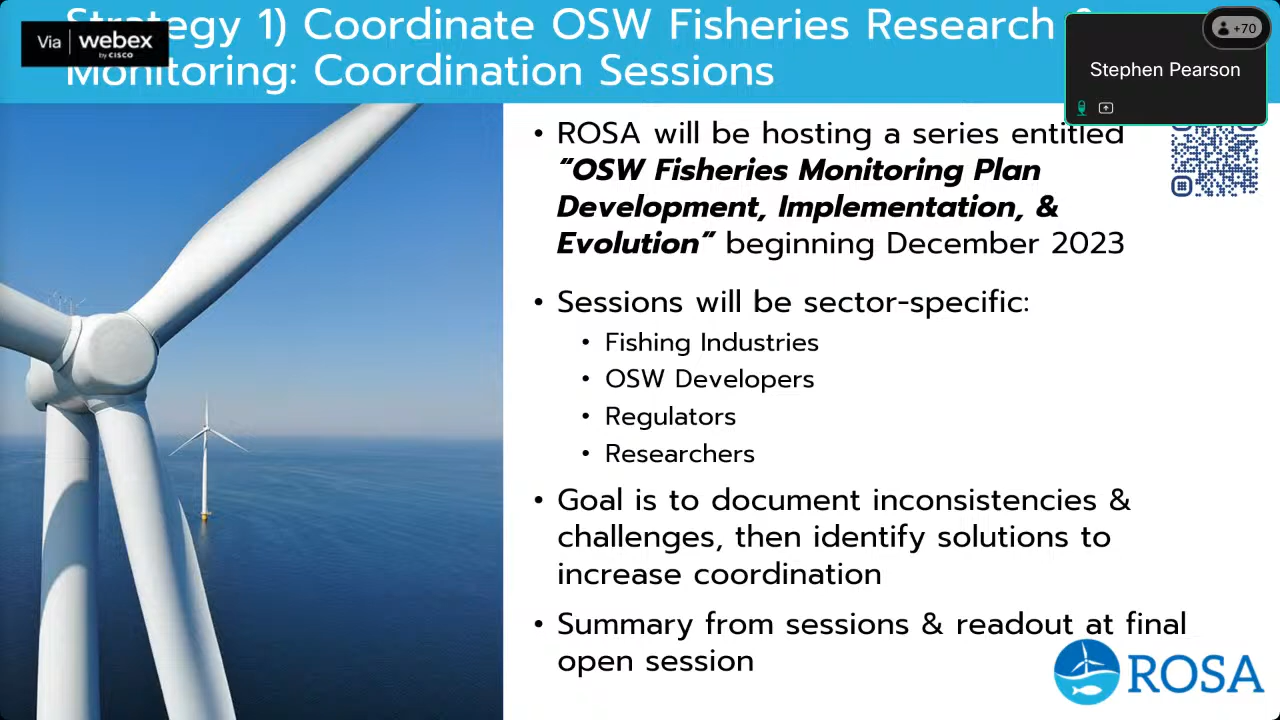 Strategy 1) Coordinate OSW Fisheries Research &
Monitoring: Coordination Sessions
Via webex
by CISCO
+70
Stephen Pearson
• ROSA will be hosting a series entitled
“OSW Fisheries Monitoring Plan
Development, Implementation, &
Evolution” beginning December 2023
• Sessions will be sector-specific:
• Fishing Industries
• OSW Developers
• Regulators
• Researchers
• Goal is to document inconsistencies &
challenges, then identify solutions to
increase coordination
• Summary from sessions & readout at final
open session
ROSA